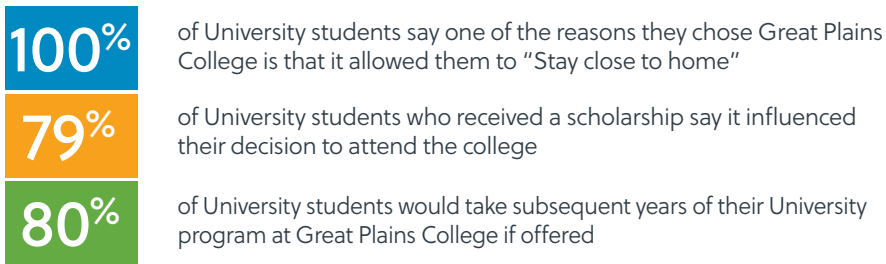 100%
of University students say one of the reasons they chose Great Plains
College is that it allowed them to “Stay close to home”
79%
of University students who received a scholarship say it influenced
their decision to attend the college
80%
of University students would take subsequent years of their University
program at Great Plains College if offered